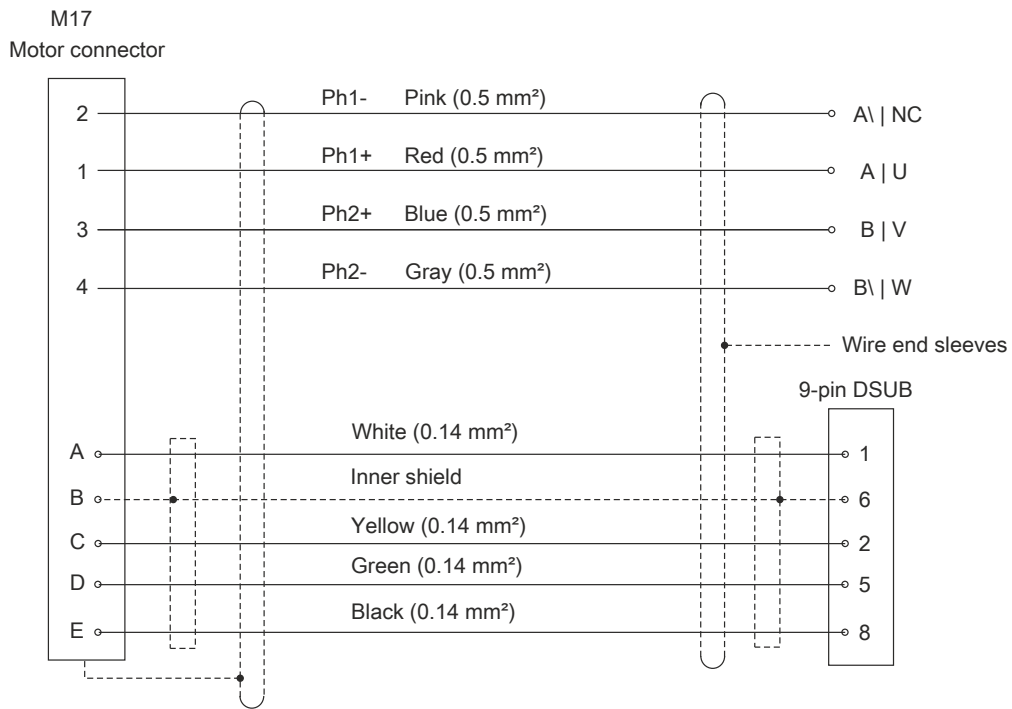 M17
Motor connector
2 Ph1- Pink (0.5 mm²) A\ | NC
1 Ph1+ Red (0.5 mm²) A | U
3 Ph2+ Blue (0.5 mm²) B | V
4 Ph2- Gray (0.5 mm²) B\ | W
Wire end sleeves
9-pin DSUB
A White (0.14 mm²) 1
B Inner shield 6
C Yellow (0.14 mm²) 2
D Green (0.14 mm²) 5
E Black (0.14 mm²) 8